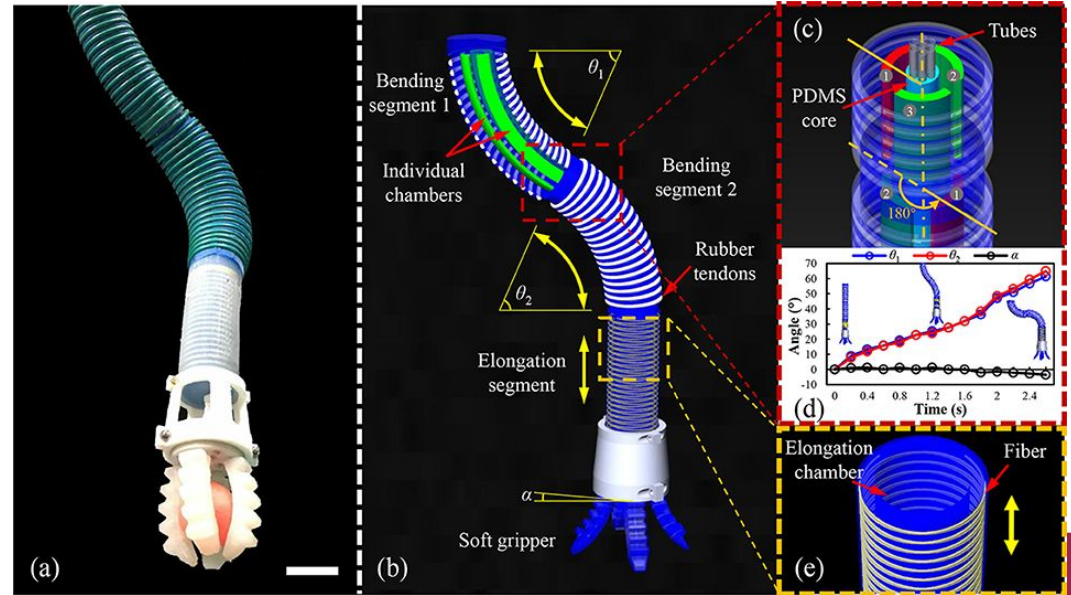 (a)
Bending
segment 1
θ1
Individual
chambers
Bending
segment 2
θ2
Rubber
tendons
Elongation
segment
α
Soft gripper
(b)
(c)
Tubes
1
2
PDMS
core
3
2
1
180°
θ1 θ2 α
Angle (°)
70
60
50
40
30
20
10
0
-10
0 0.4 0.8 1.2 1.6 2 2.4
Time (s)
(d)
Elongation
chamber
Fiber
(e)